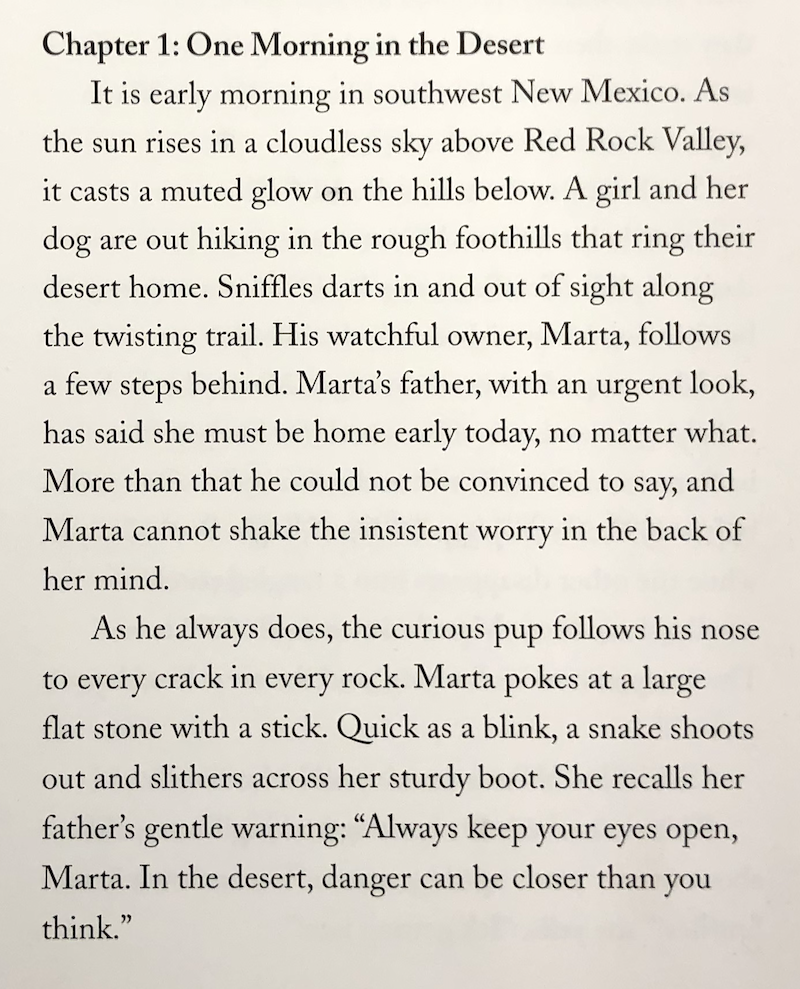 Chapter 1: One Morning in the Desert
It is early morning in southwest New Mexico. As
the sun rises in a cloudless sky above Red Rock Valley,
it casts a muted glow on the hills below. A girl and her
dog are out hiking in the rough foothills that ring their
desert home. Sniffles darts in and out of sight along
the twisting trail. His watchful owner, Marta, follows
a few steps behind. Marta’s father, with an urgent look,
has said she must be home early today, no matter what.
More than that he could not be convinced to say, and
Marta cannot shake the insistent worry in the back of
her mind.
As he always does, the curious pup follows his nose
to every crack in every rock. Marta pokes at a large
flat stone with a stick. Quick as a blink, a snake shoots
out and slithers across her sturdy boot. She recalls her
father’s gentle warning: “Always keep your eyes open,
Marta. In the desert, danger can be closer than you
think.”